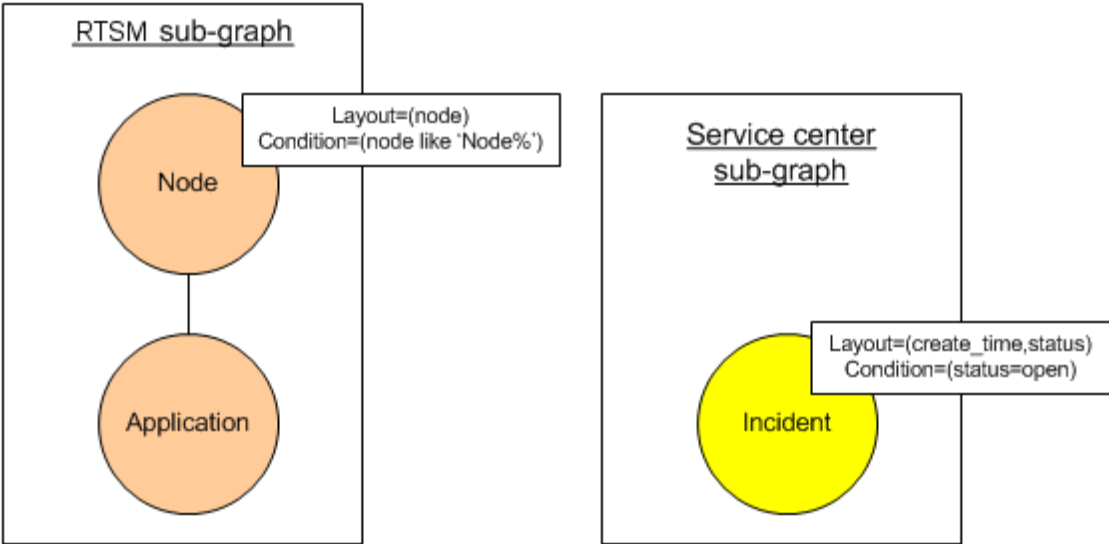 RTSM sub-graph
Layout=(node)
Condition=(node like ‘Node%’)
Node
Application
Service center
sub-graph
Layout=(create_time,status)
Condition=(status=open)
Incident